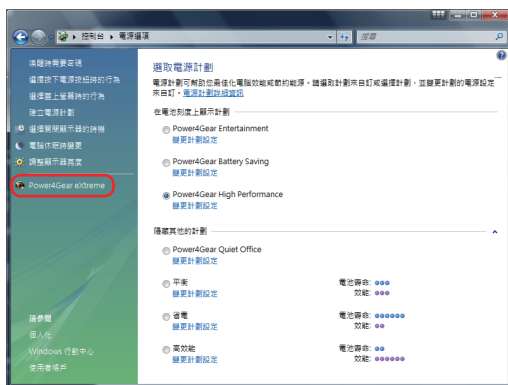 控制台 ▸ 電源選項
搜尋
喚醒時需要密碼
選擇按下電源按鈕時的行為
選擇蓋上螢幕時的行為
建立電源計劃
選擇關閉顯示器的時機
電腦休眠時變更
調整顯示器亮度
Power4Gear eXtreme
請參閱
個人化
Windows 行動中心
使用者帳戶
選取電源計劃
電源計劃可幫助您最佳化電腦效能或節約能源。請選取計劃來自訂或選擇計劃，並變更計劃的電源設定來自訂。電源計劃詳細資訊
在電池刻度上顯示計劃
Power4Gear Entertainment
變更計劃設定
Power4Gear Battery Saving
變更計劃設定
Power4Gear High Performance
變更計劃設定
隱藏其他的計劃
Power4Gear Quiet Office
變更計劃設定
平衡 電池壽命:
變更計劃設定 效能:
省電 電池壽命:
變更計劃設定 效能:
高效能 電池壽命:
變更計劃設定 效能: